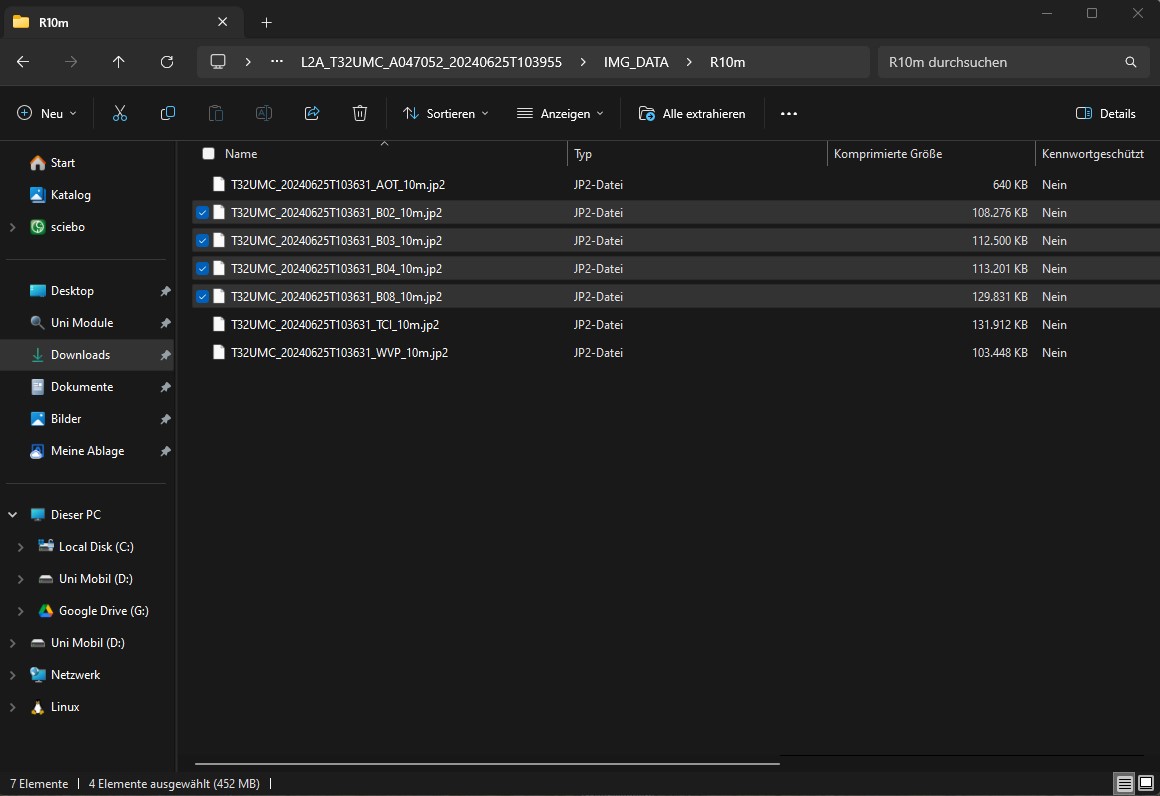 R10m
L2A_T32UMC_A047052_20240625T103955 IMG_DATA R10m
R10m durchsuchen
Neu Sortieren Anzeigen Alle extrahieren Details
Name Typ Komprimierte Größe Kennwortgeschützt
T32UMC_20240625T103631_AOT_10m.jp2 JP2-Datei 640 KB Nein
T32UMC_20240625T103631_B02_10m.jp2 JP2-Datei 108.276 KB Nein
T32UMC_20240625T103631_B03_10m.jp2 JP2-Datei 112.500 KB Nein
T32UMC_20240625T103631_B04_10m.jp2 JP2-Datei 113.201 KB Nein
T32UMC_20240625T103631_B08_10m.jp2 JP2-Datei 129.831 KB Nein
T32UMC_20240625T103631_TCI_10m.jp2 JP2-Datei 131.912 KB Nein
T32UMC_20240625T103631_WVP_10m.jp2 JP2-Datei 103.448 KB Nein
Start
Katalog
sciebo
Desktop
Uni Module
Downloads
Dokumente
Bilder
Meine Ablage
Dieser PC
Local Disk (C:)
Uni Mobil (D:)
Google Drive (G:)
Uni Mobil (D:)
Netzwerk
Linux
7 Elemente 4 Elemente ausgewählt (452 MB)